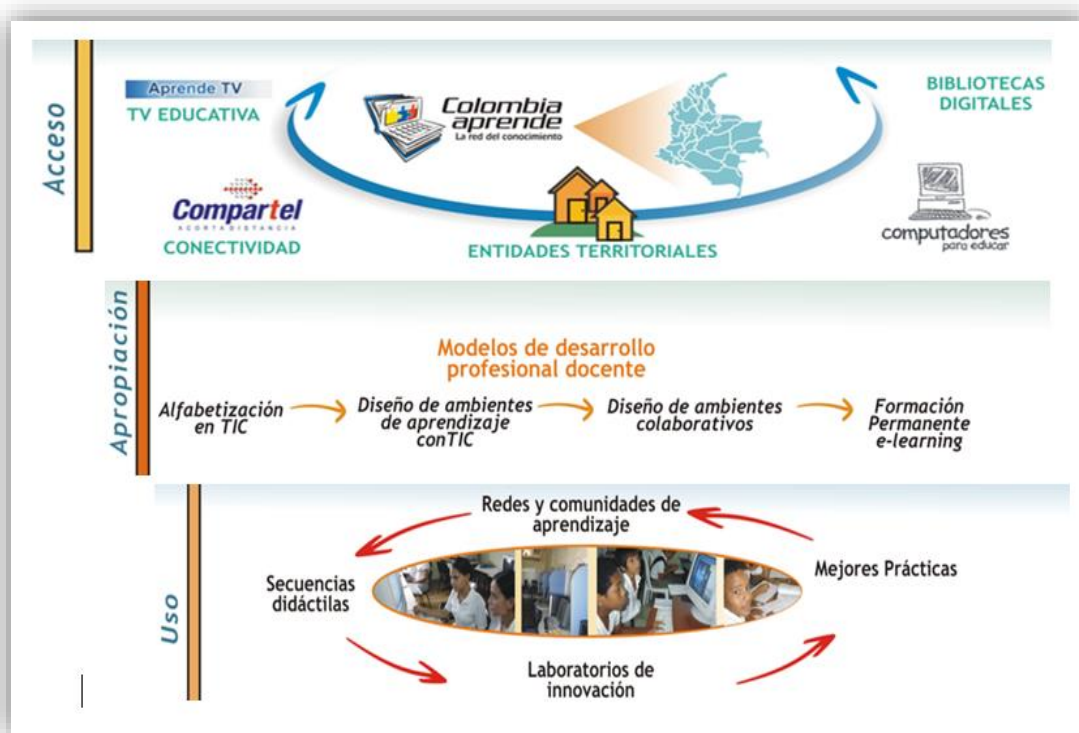 Acceso
Aprende TV
TV EDUCATIVA
Colombia
aprende
La red del conocimiento
BIBLIOTECAS
DIGITALES
Compartel
ACORTA DISTANCIA
CONECTIVIDAD
ENTIDADES TERRITORIALES
computadores
para educar
Apropiación
Modelos de desarrollo
profesional docente
Alfabetización
en TIC
Diseño de ambientes
de aprendizaje
conTIC
Diseño de ambientes
colaborativos
Formación
Permanente
e-learning
Uso
Redes y comunidades de
aprendizaje
Secuencias
didáctilas
Mejores Prácticas
Laboratorios de
innovación